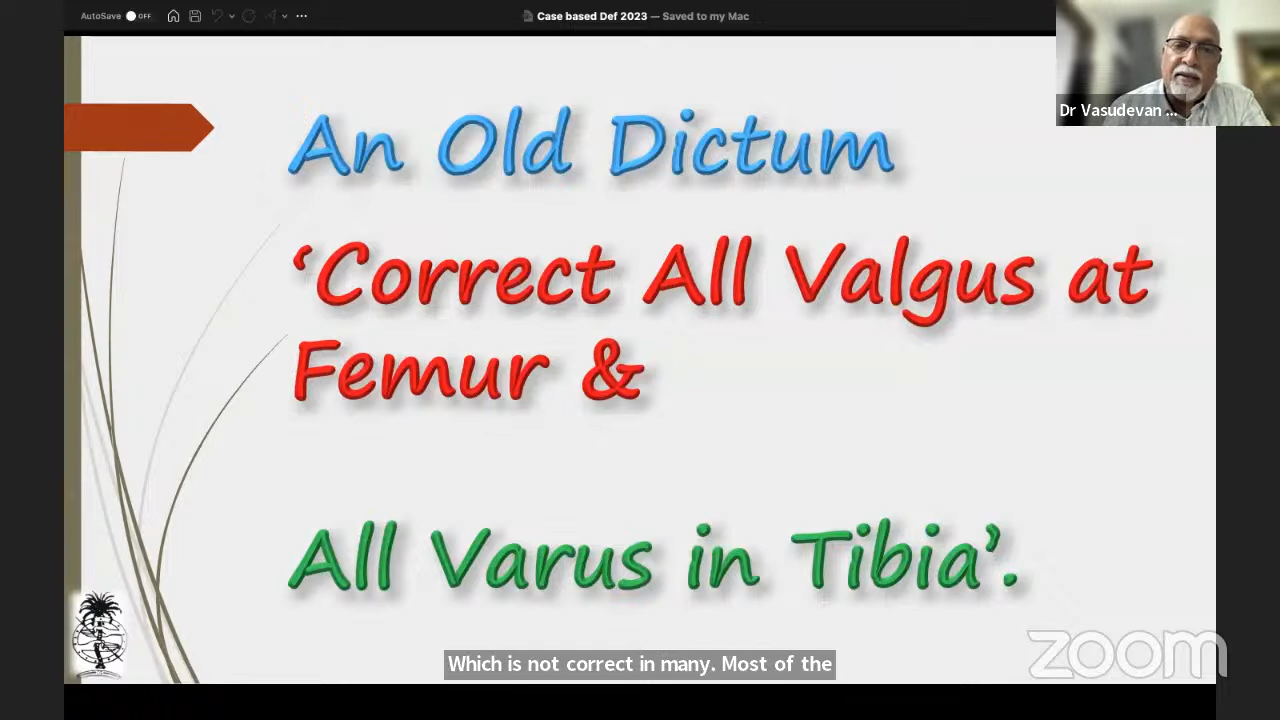 AutoSave OFF
Case based Def 2023 — Saved to my Mac
Dr Vasudevan ...
An Old Dictum
‘Correct All Valgus at
Femur &
All Varus in Tibia’.
Which is not correct in many. Most of the
zoom